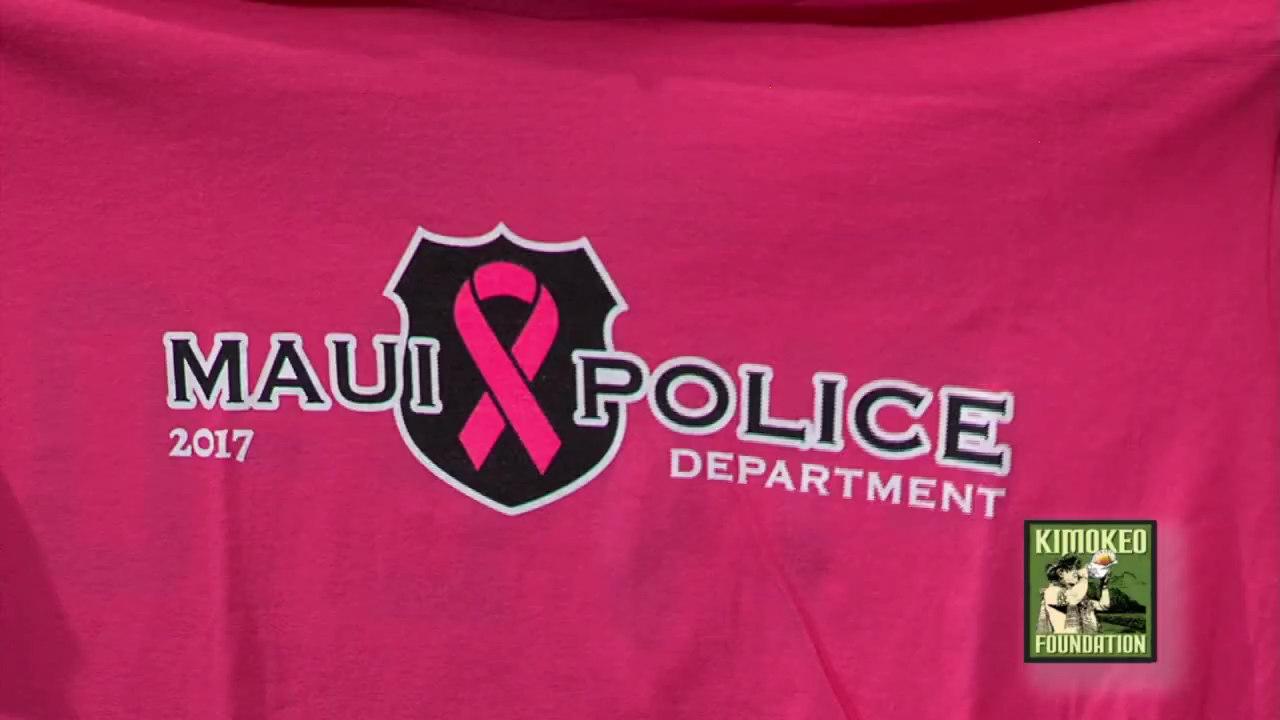 MAUI POLICE
2017
DEPARTMENT
KIMOKEO
FOUNDATION